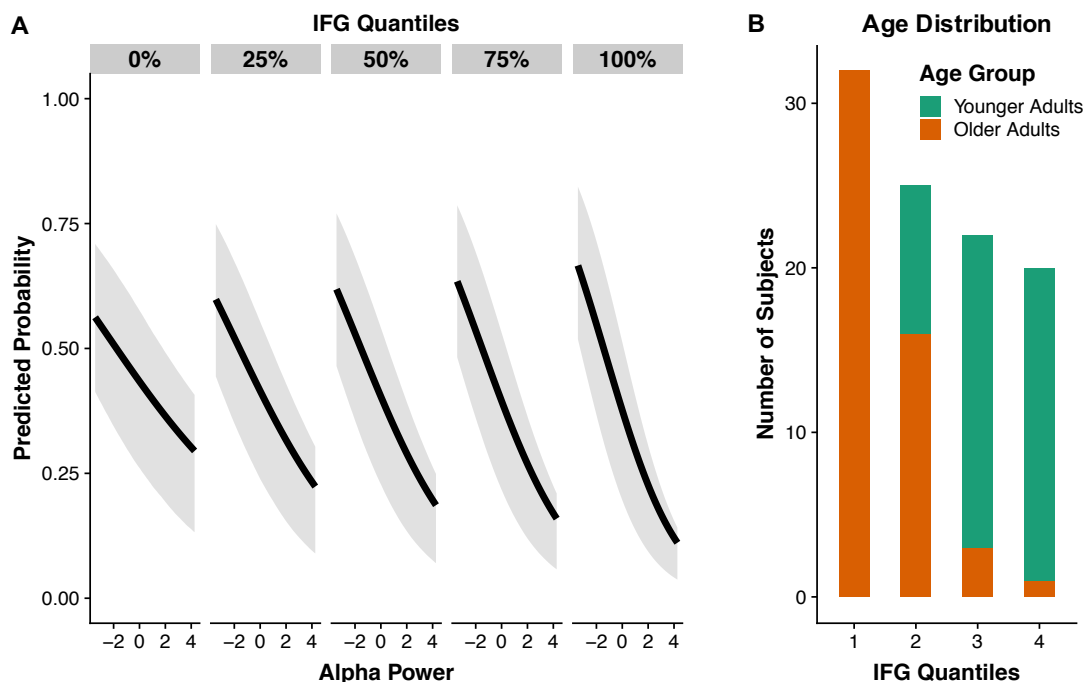 A
IFG Quantiles
0% 25% 50% 75% 100%
1.00
0.75
0.50
0.25
0.00
Predicted Probability
−2 0 2 4 −2 0 2 4 −2 0 2 4 −2 0 2 4 −2 0 2 4
Alpha Power
B
Age Distribution
Age Group
Younger Adults
Older Adults
30
20
10
0
Number of Subjects
1 2 3 4
IFG Quantiles